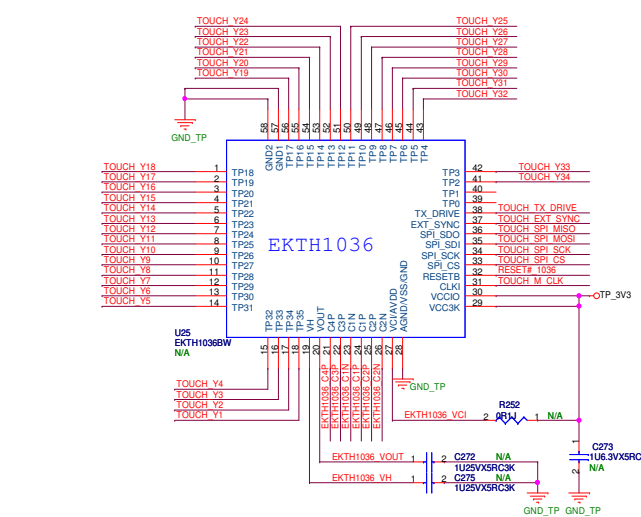 TOUCH_Y24
TOUCH_Y23
TOUCH_Y22
TOUCH_Y21
TOUCH_Y20
TOUCH_Y19
TOUCH_Y25
TOUCH_Y26
TOUCH_Y27
TOUCH_Y28
TOUCH_Y29
TOUCH_Y30
TOUCH_Y31
TOUCH_Y32
GND_TP
58 57 56 55 54 53 52 51 50 49 48 47 46 45 44 43
GND2 GND1 TP17 TP16 TP15 TP14 TP13 TP12 TP11 TP10 TP9 TP8 TP7 TP6 TP5 TP4
TOUCH_Y18 1 TP18
TOUCH_Y17 2 TP19
TOUCH_Y16 3 TP20
TOUCH_Y15 4 TP21
TOUCH_Y14 5 TP22
TOUCH_Y13 6 TP23
TOUCH_Y12 7 TP24
TOUCH_Y11 8 TP25
TOUCH_Y10 9 TP26
TOUCH_Y9 10 TP27
TOUCH_Y8 11 TP28
TOUCH_Y7 12 TP29
TOUCH_Y6 13 TP30
TOUCH_Y5 14 TP31
EKTH1036
TP3 42 TOUCH_Y33
TP2 41 TOUCH_Y34
TP1 40
TP0 39
TX_DRIVE 38 TOUCH_TX_DRIVE
EXT_SYNC 37 TOUCH_EXT_SYNC
SPI_SDO 36 TOUCH_SPI_MISO
SPI_SDI 35 TOUCH_SPI_MOSI
SPI_SCK 34 TOUCH_SPI_SCK
SPI_CS 33 TOUCH_SPI_CS
RESETB 32 RESET#_1036
CLKI 31 TOUCH_M_CLK
VCCIO 30
VCC3K 29
TP_3V3
U25
EKTH1036BW
N/A
TP32 TP33 TP34 TP35 VH VOUT C4P C3P C1N C1P C2P C2N VCI/AVDD AGND/VSS/GND
15 16 17 18 19 20 21 22 23 24 25 26 27 28
TOUCH_Y4
TOUCH_Y3
TOUCH_Y2
TOUCH_Y1
EKTH1036_C4P
EKTH1036_C3P
EKTH1036_C1N
EKTH1036_C1P
EKTH1036_C2P
EKTH1036_C2N
GND_TP
R252
EKTH1036_VCI 2 0R1J 1 N/A
EKTH1036_VOUT 1 2 C272 N/A
1U25VX5RC3K
EKTH1036_VH 1 2 C275 N/A
1U25VX5RC3K
1
C273
1U6.3VX5RC
2 N/A
GND_TP GND_TP